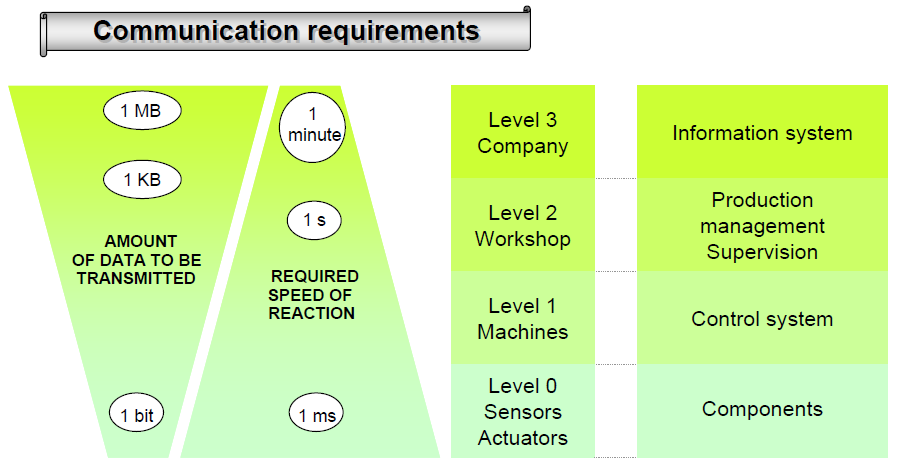 Communication requirements
1 MB
1 KB
AMOUNT
OF DATA TO BE
TRANSMITTED
1 bit
1
minute
1 s
REQUIRED
SPEED OF
REACTION
1 ms
Level 3
Company
Information system
Level 2
Workshop
Production
management
Supervision
Level 1
Machines
Control system
Level 0
Sensors
Actuators
Components